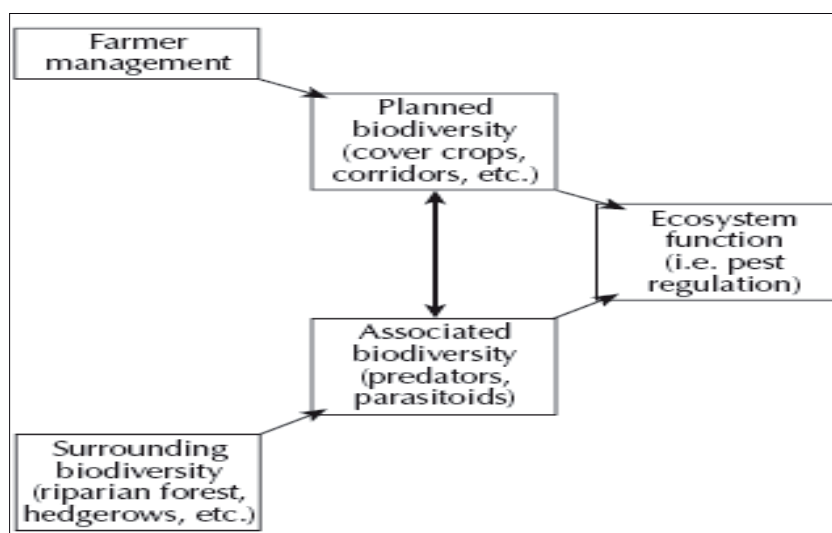 Farmer
management
Planned
biodiversity
(cover crops,
corridors, etc.)
Ecosystem
function
(i.e. pest
regulation)
Associated
biodiversity
(predators,
parasitoids)
Surrounding
biodiversity
(riparian forest,
hedgerows, etc.)